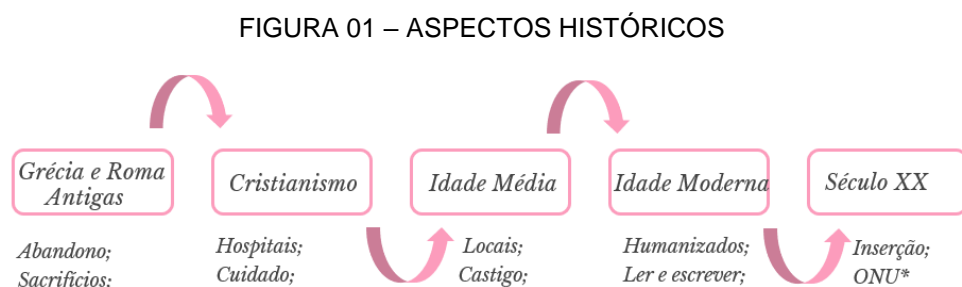 FIGURA 01 – ASPECTOS HISTÓRICOS
Grécia e Roma
Antigas
Cristianismo
Idade Média
Idade Moderna
Século XX
Abandono;
Sacrifícios;
Hospitais;
Cuidado;
Locais;
Castigo;
Humanizados;
Ler e escrever;
Inserção;
ONU*